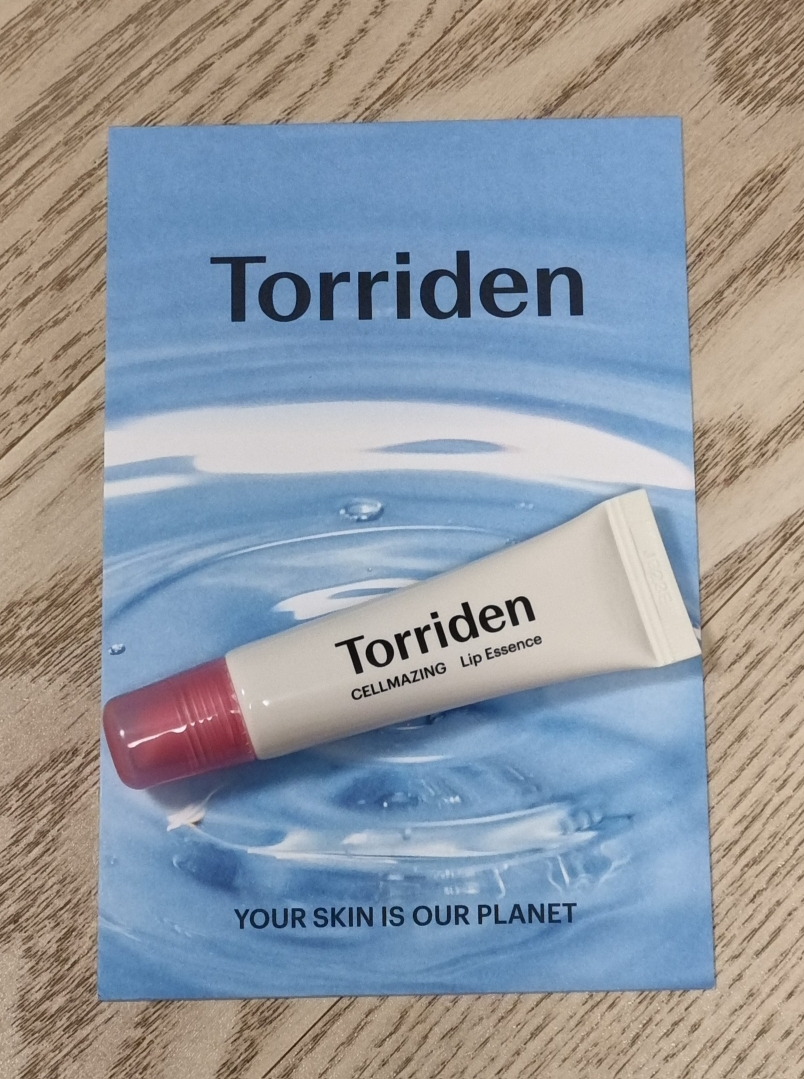 Torriden
Torriden
CELLMAZING Lip Essence
YOUR SKIN IS OUR PLANET